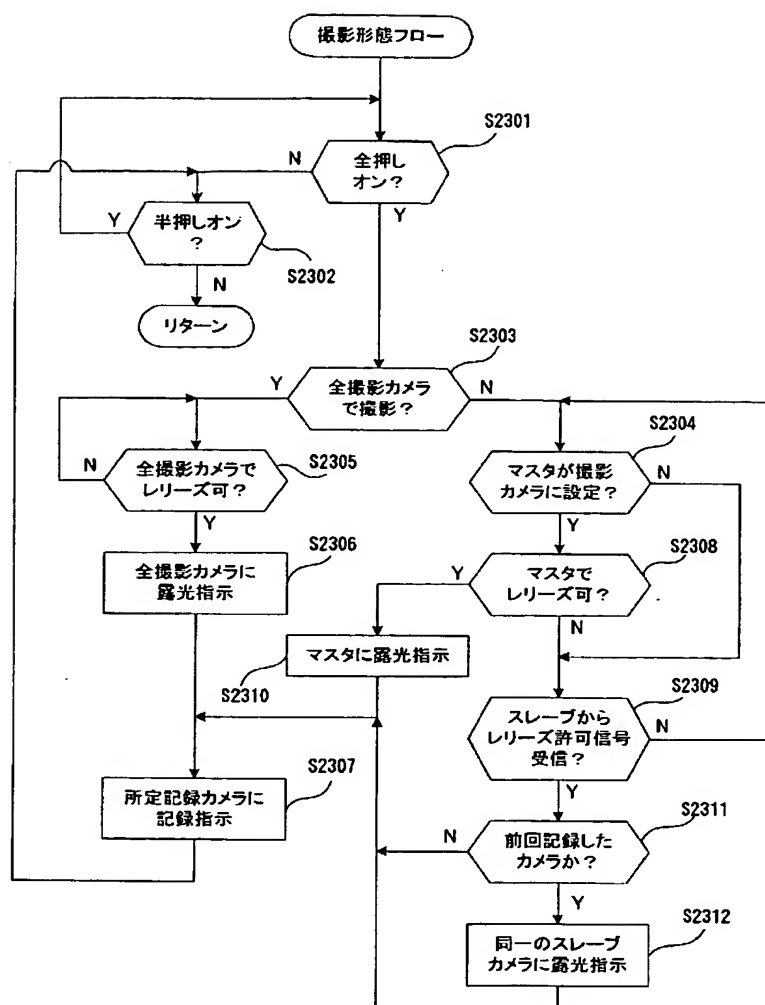 撮影形態フロー
S2301
全押し
オン？
N
Y
Y
半押しオン
？
S2302
N
リターン
S2303
全撮影カメラ
で撮影？
Y
N
S2304
マスタが撮影
カメラに設定？
N
Y
S2305
全撮影カメラで
レリーズ可？
N
Y
S2308
マスタで
レリーズ可？
Y
N
S2306
全撮影カメラに
露光指示
マスタに露光指示
S2310
S2309
スレーブから
レリーズ許可信号
受信？
N
Y
S2307
所定記録カメラに
記録指示
S2311
前回記録した
カメラか？
N
Y
S2312
同一のスレーブ
カメラに露光指示